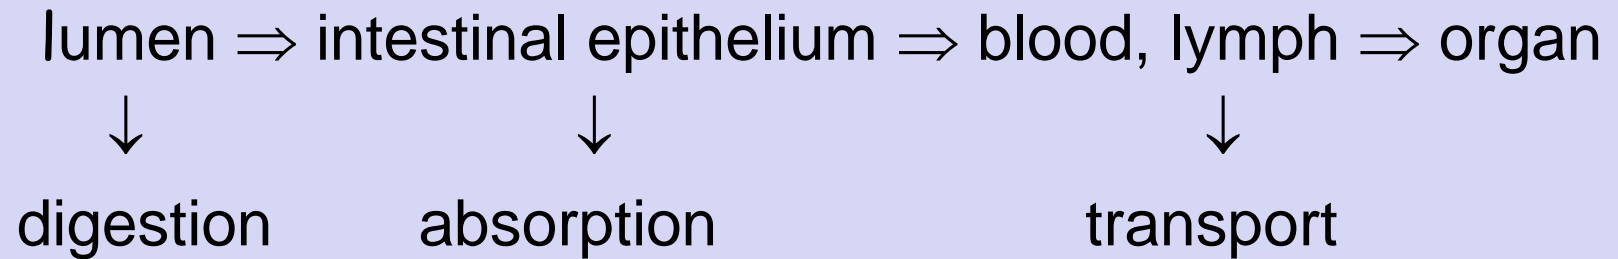 lumen ⇒ intestinal epithelium ⇒ blood, lymph ⇒ organ
↓ ↓ ↓
digestion absorption transport